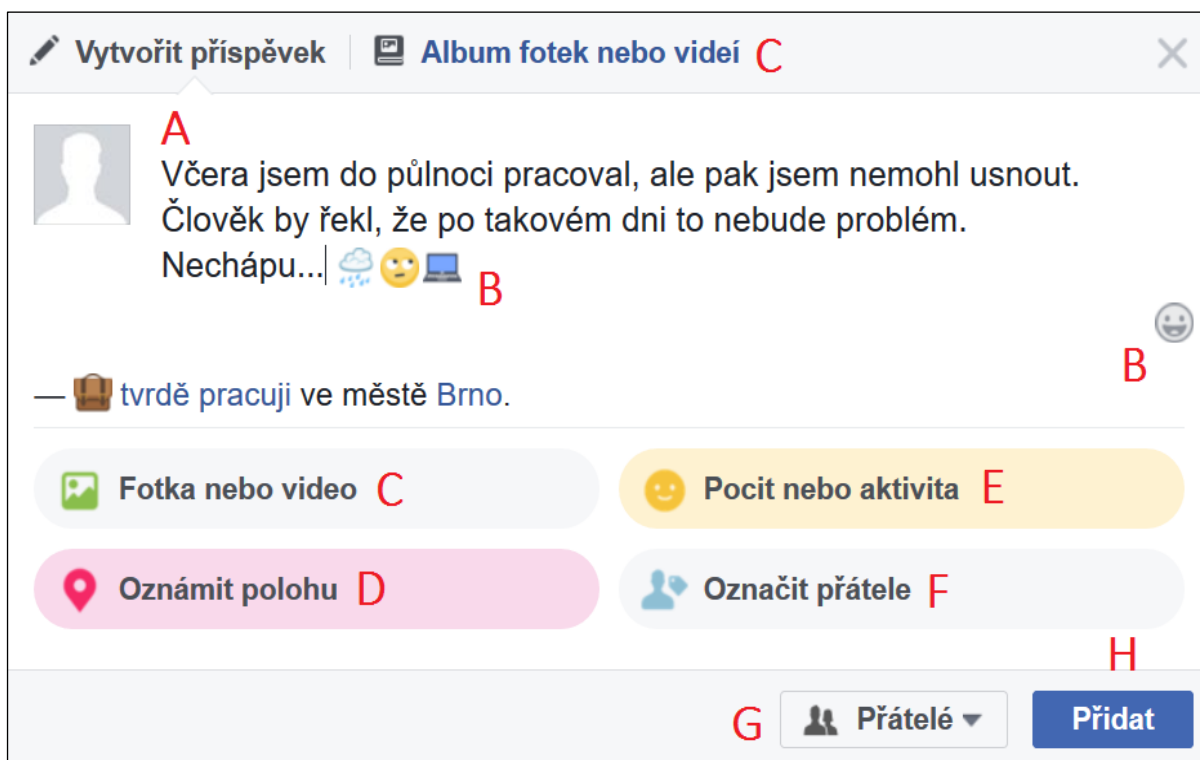 Vytvořit příspěvek Album fotek nebo videí C
A
Včera jsem do půlnoci pracoval, ale pak jsem nemohl usnout.
Člověk by řekl, že po takovém dni to nebude problém.
Nechápu... B
B
— tvrdě pracuji ve městě Brno.
Fotka nebo video C Pocit nebo aktivita E
Oznámit polohu D Označit přátele F
H
G Přátelé Přidat